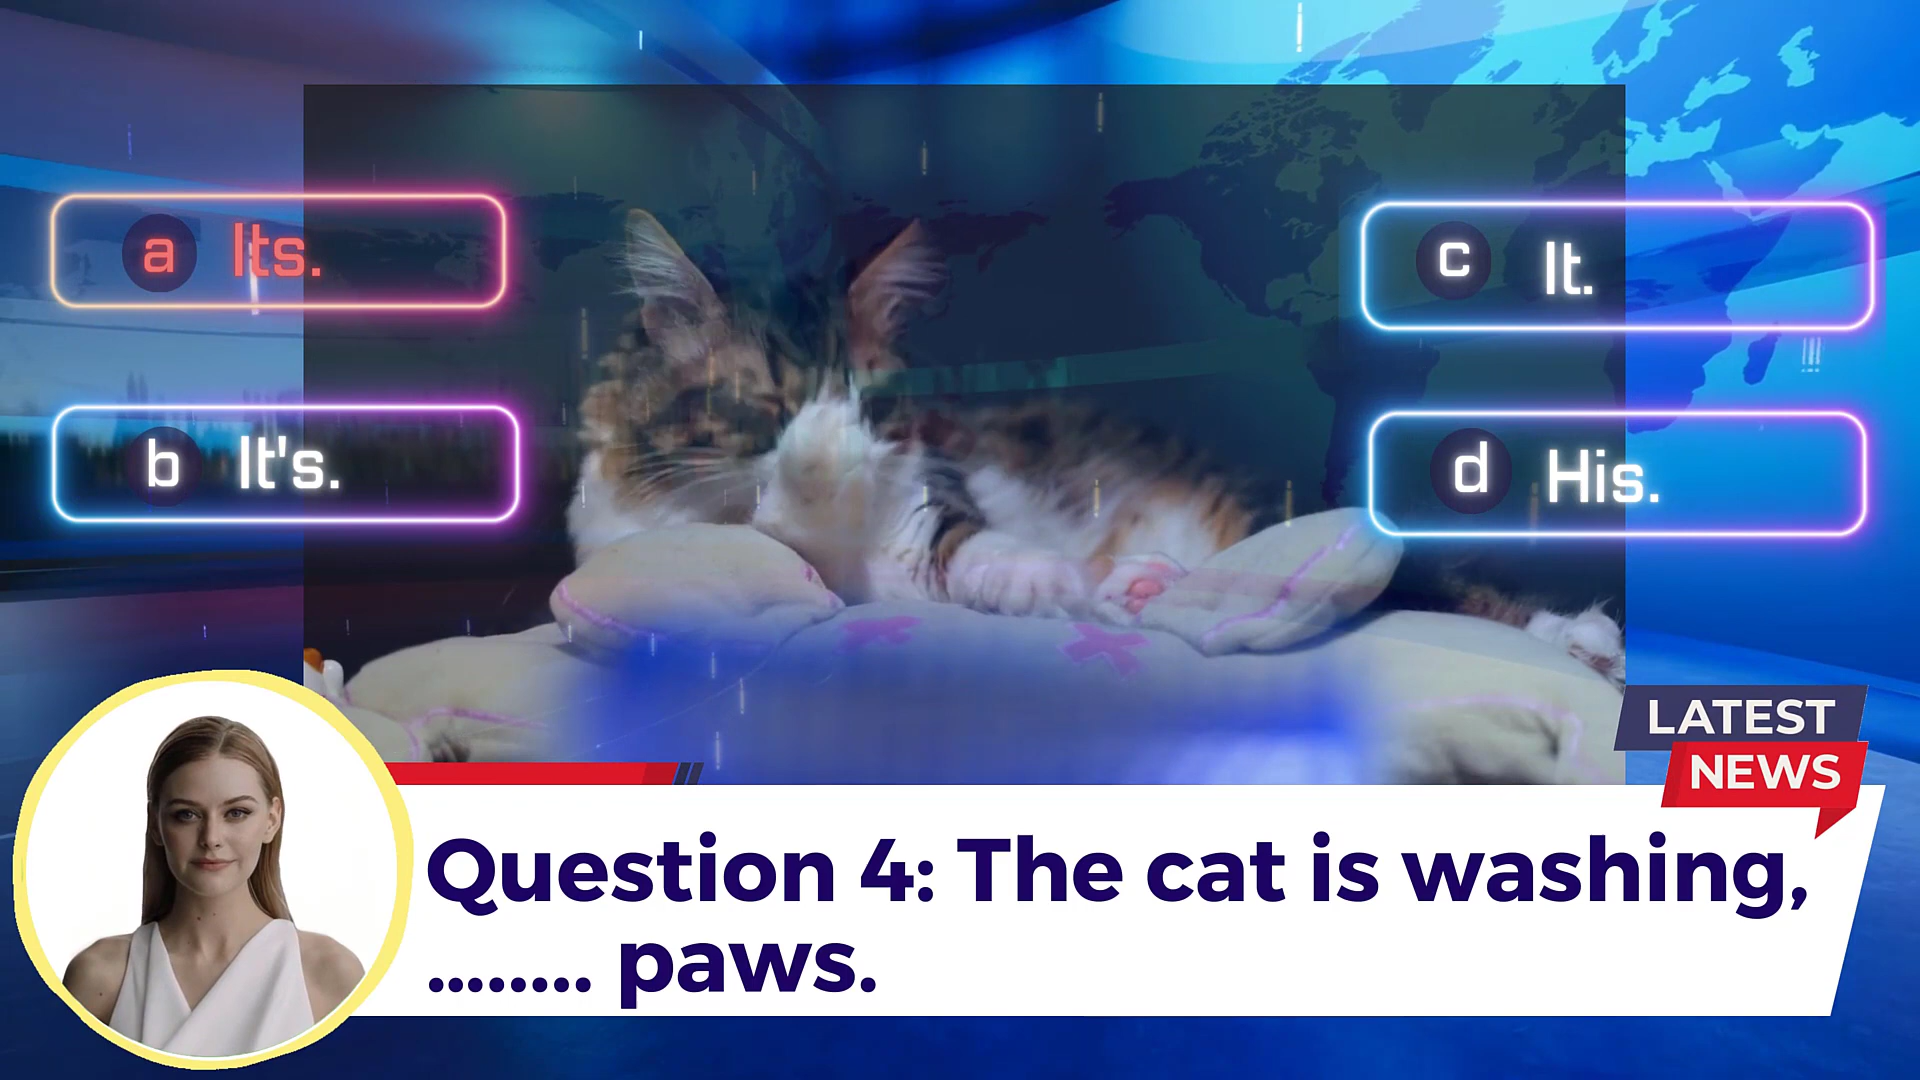 a Its.
b It's.
c It.
d His.
LATEST
NEWS
Question 4: The cat is washing,
........ paws.